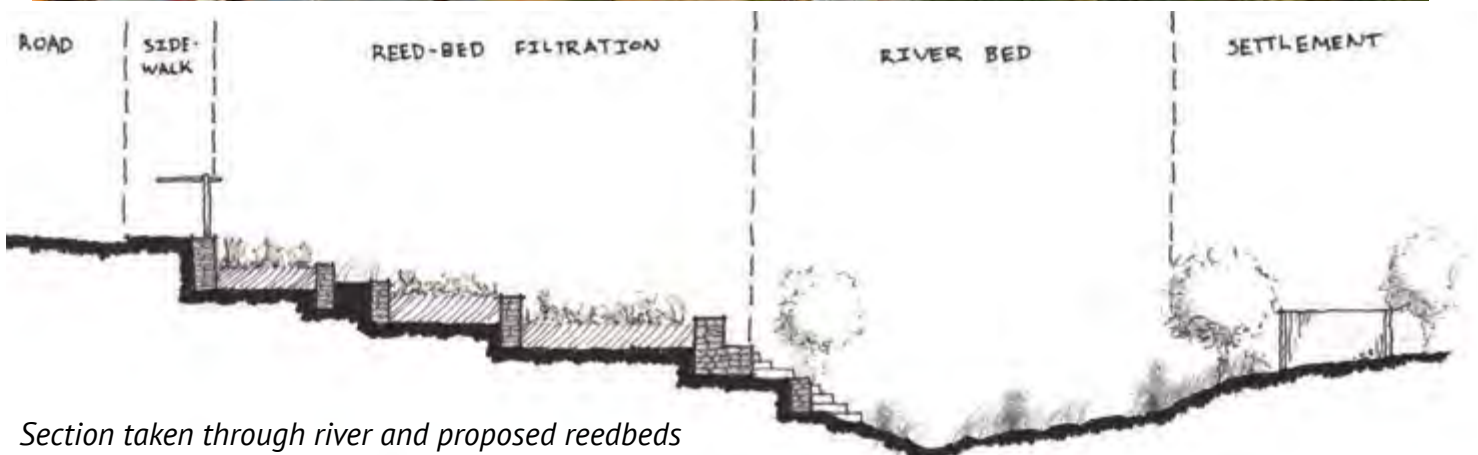 ROAD
SIDE-
WALK
REED-BED FILTRATION
RIVER BED
SETTLEMENT
Section taken through river and proposed reedbeds